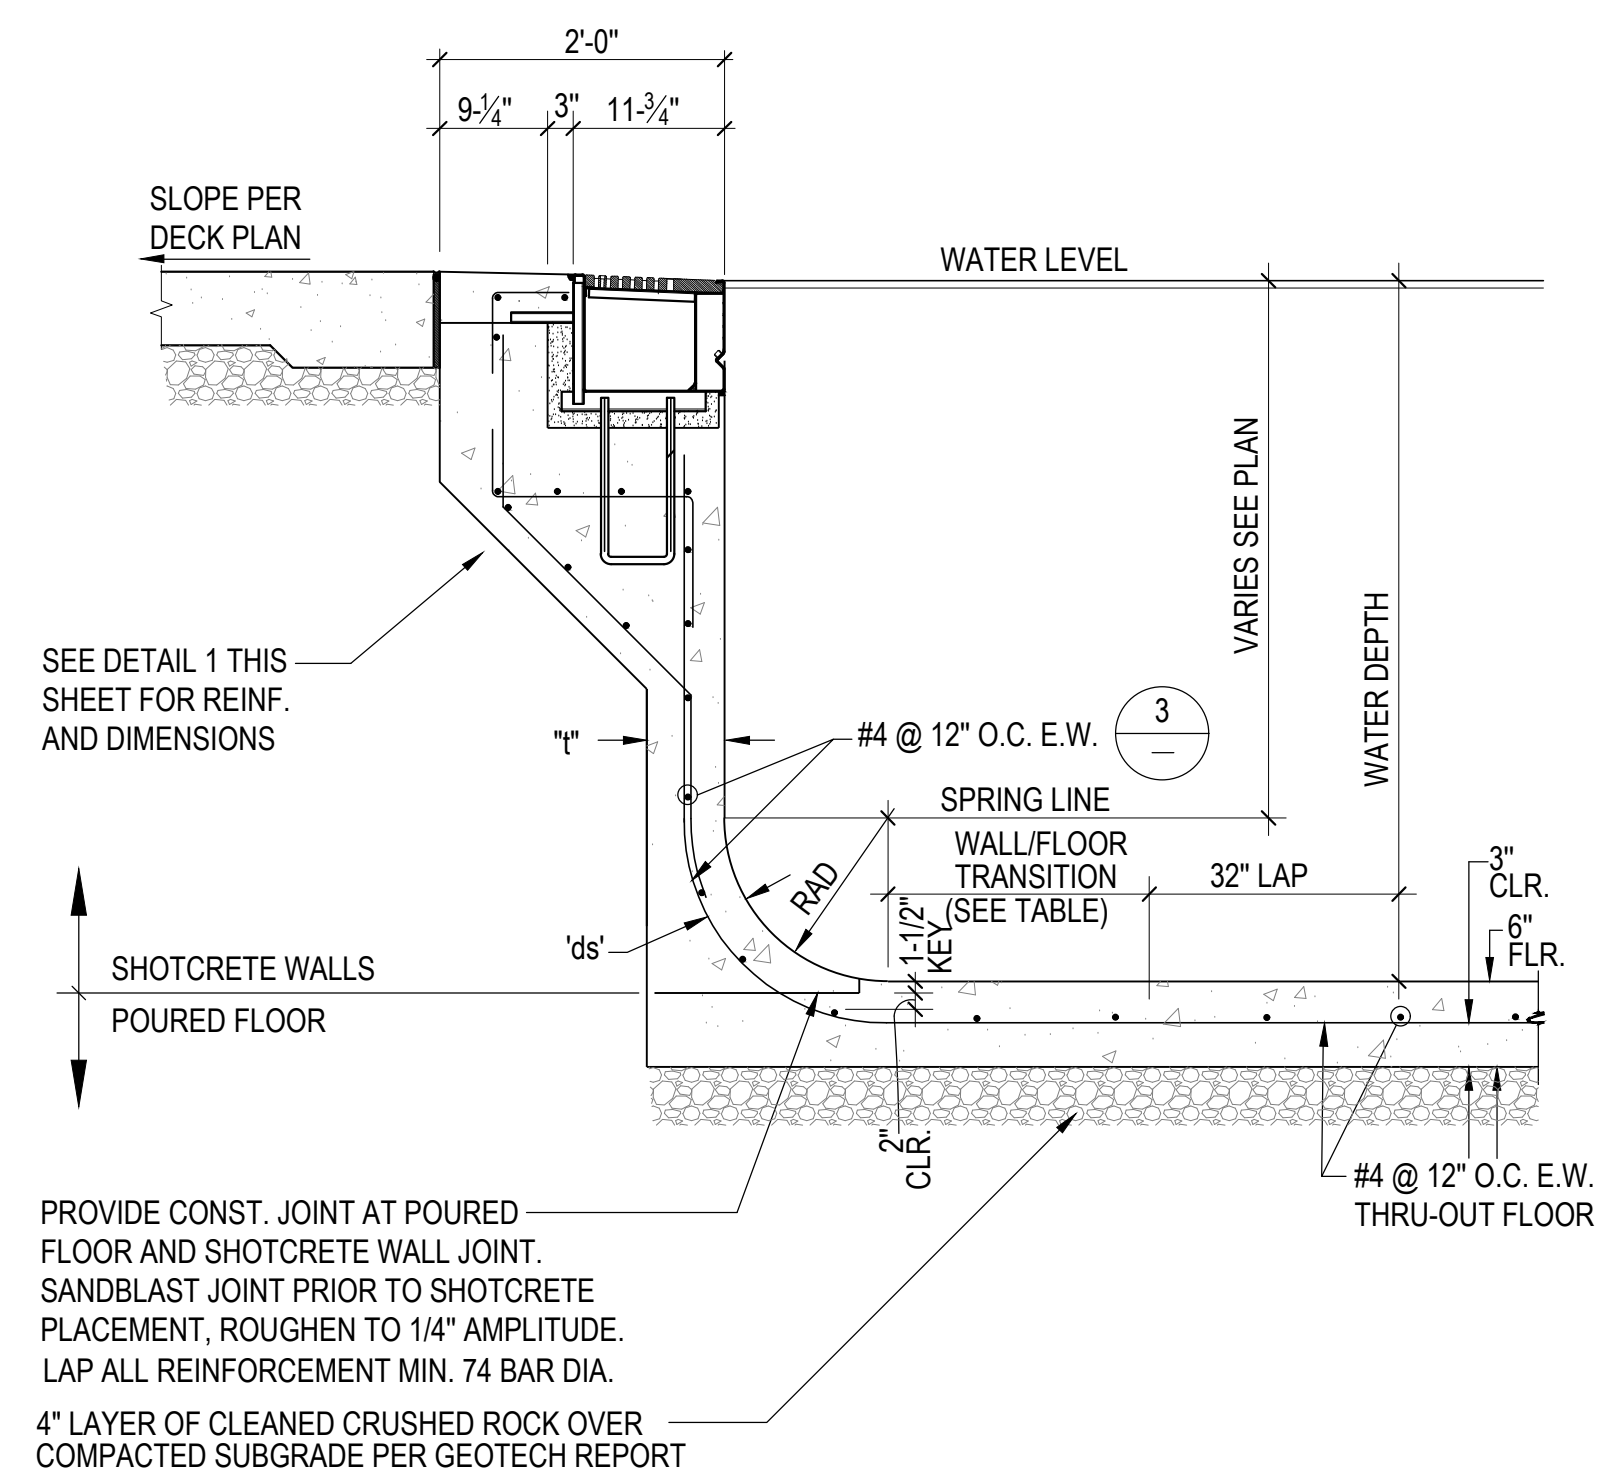 2'-0"
9-1/4" 3" 11-3/4"
SLOPE PER
DECK PLAN
WATER LEVEL
VARIES SEE PLAN
WATER DEPTH
SEE DETAIL 1 THIS
SHEET FOR REINF.
AND DIMENSIONS
"t"
#4 @ 12" O.C. E.W.
3
—
SPRING LINE
WALL/FLOOR
TRANSITION
(SEE TABLE)
32" LAP
3"
CLR.
6"
FLR.
RAD
1-1/2"
KEY
'ds'
SHOTCRETE WALLS
POURED FLOOR
2"
CLR.
#4 @ 12" O.C. E.W.
THRU-OUT FLOOR
PROVIDE CONST. JOINT AT POURED
FLOOR AND SHOTCRETE WALL JOINT.
SANDBLAST JOINT PRIOR TO SHOTCRETE
PLACEMENT, ROUGHEN TO 1/4" AMPLITUDE.
LAP ALL REINFORCEMENT MIN. 74 BAR DIA.
4" LAYER OF CLEANED CRUSHED ROCK OVER
COMPACTED SUBGRADE PER GEOTECH REPORT